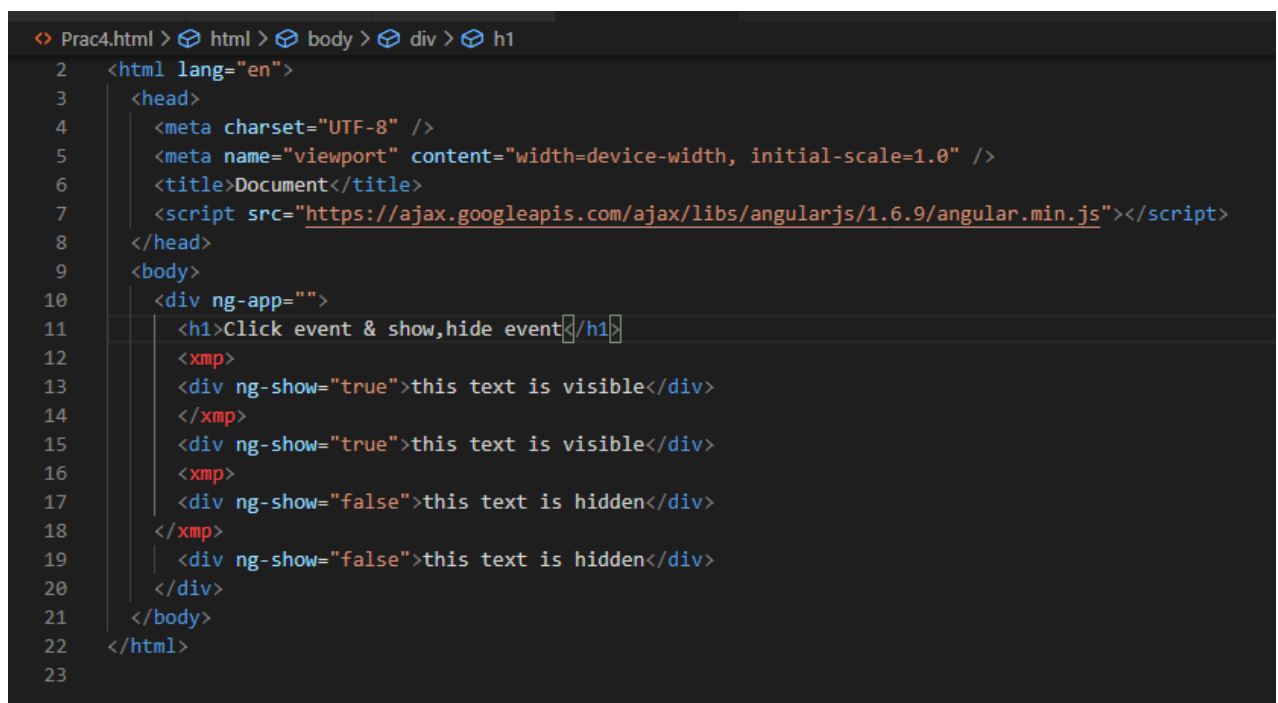 Prac4.html > html > body > div > h1
2 <html lang="en">
3 <head>
4 <meta charset="UTF-8" />
5 <meta name="viewport" content="width=device-width, initial-scale=1.0" />
6 <title>Document</title>
7 <script src="https://ajax.googleapis.com/ajax/libs/angularjs/1.6.9/angular.min.js"></script>
8 </head>
9 <body>
10 <div ng-app="">
11 <h1>Click event & show,hide event</h1>
12 <xmp>
13 <div ng-show="true">this text is visible</div>
14 </xmp>
15 <div ng-show="true">this text is visible</div>
16 <xmp>
17 <div ng-show="false">this text is hidden</div>
18 </xmp>
19 <div ng-show="false">this text is hidden</div>
20 </div>
21 </body>
22 </html>
23